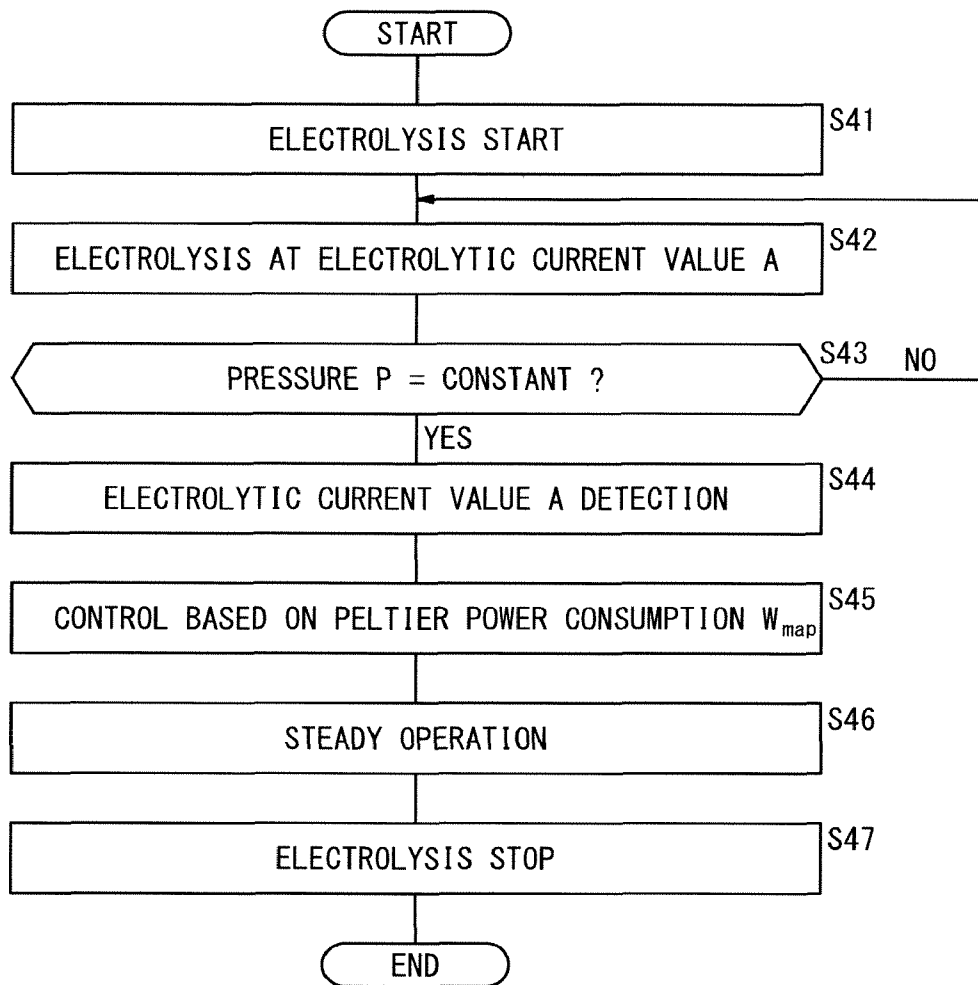 START
ELECTROLYSIS START
S41
ELECTROLYSIS AT ELECTROLYTIC CURRENT VALUE A
S42
PRESSURE P = CONSTANT ?
S43
NO
YES
ELECTROLYTIC CURRENT VALUE A DETECTION
S44
CONTROL BASED ON PELTIER POWER CONSUMPTION Wmap
S45
STEADY OPERATION
S46
ELECTROLYSIS STOP
S47
END